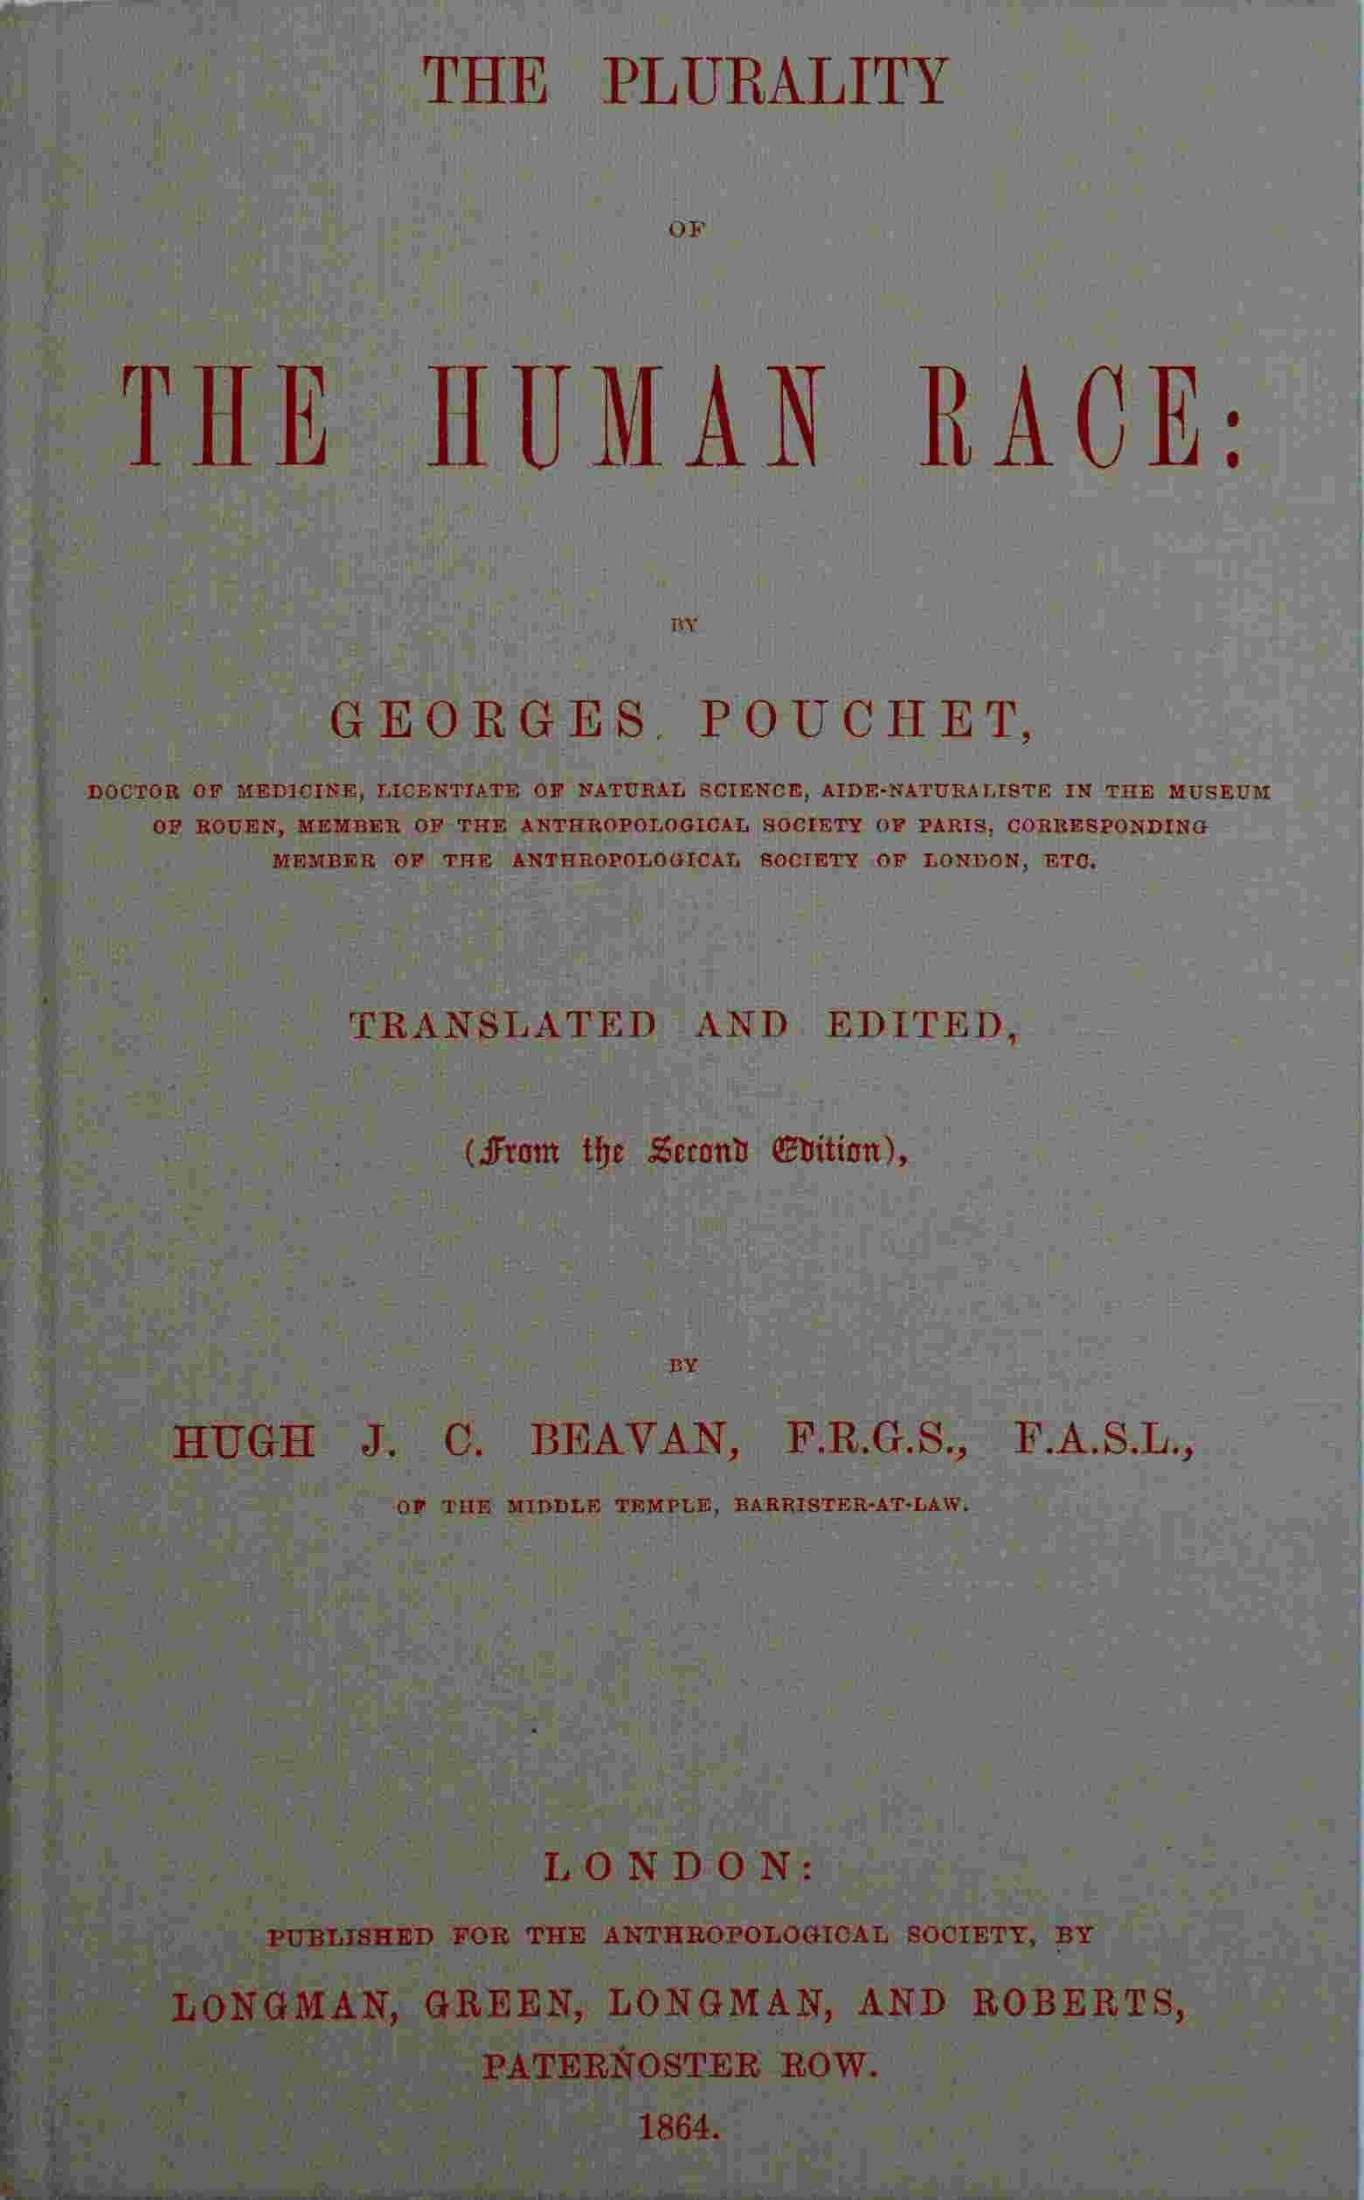 THE PLURALITY
OF
THE HUMAN RACE:
BY
GEORGES POUCHET,
DOCTOR OF MEDICINE, LICENTIATE OF NATURAL SCIENCE, AIDE-NATURALISTE IN THE MUSEUM
OF ROUEN, MEMBER OF THE ANTHROPOLOGICAL SOCIETY OF PARIS, CORRESPONDING
MEMBER OF THE ANTHROPOLOGICAL SOCIETY OF LONDON, ETC.
TRANSLATED AND EDITED,
(From the Second Edition),
BY
HUGH J. C. BEAVAN, F.R.G.S., F.A.S.L.,
OF THE MIDDLE TEMPLE, BARRISTER-AT-LAW.
LONDON:
PUBLISHED FOR THE ANTHROPOLOGICAL SOCIETY, BY
LONGMAN, GREEN, LONGMAN, AND ROBERTS,
PATERNOSTER ROW.
1864.